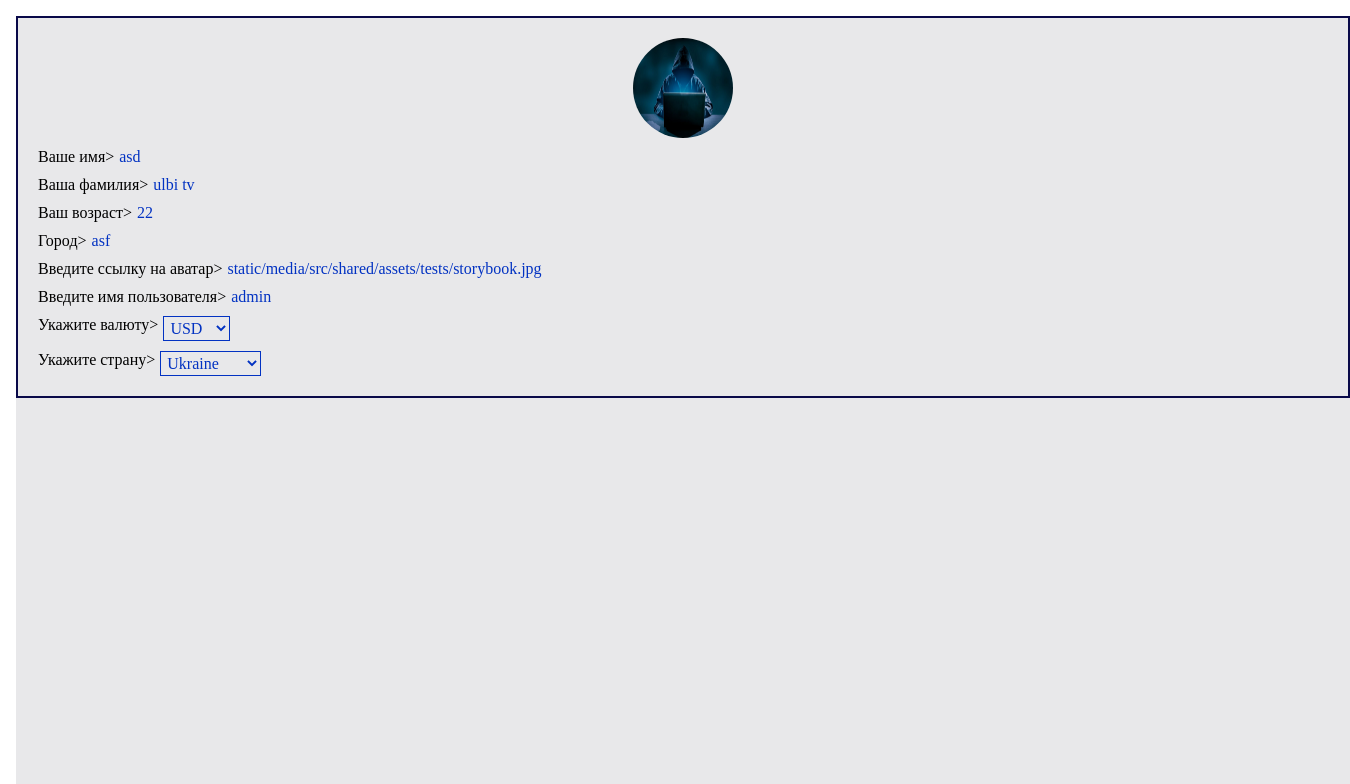 Ваше имя> asd
Ваша фамилия> ulbi tv
Ваш возраст> 22
Город> asf
Введите ссылку на аватар> static/media/src/shared/assets/tests/storybook.jpg
Введите имя пользователя> admin
Укажите валюту> USD
Укажите страну> Ukraine